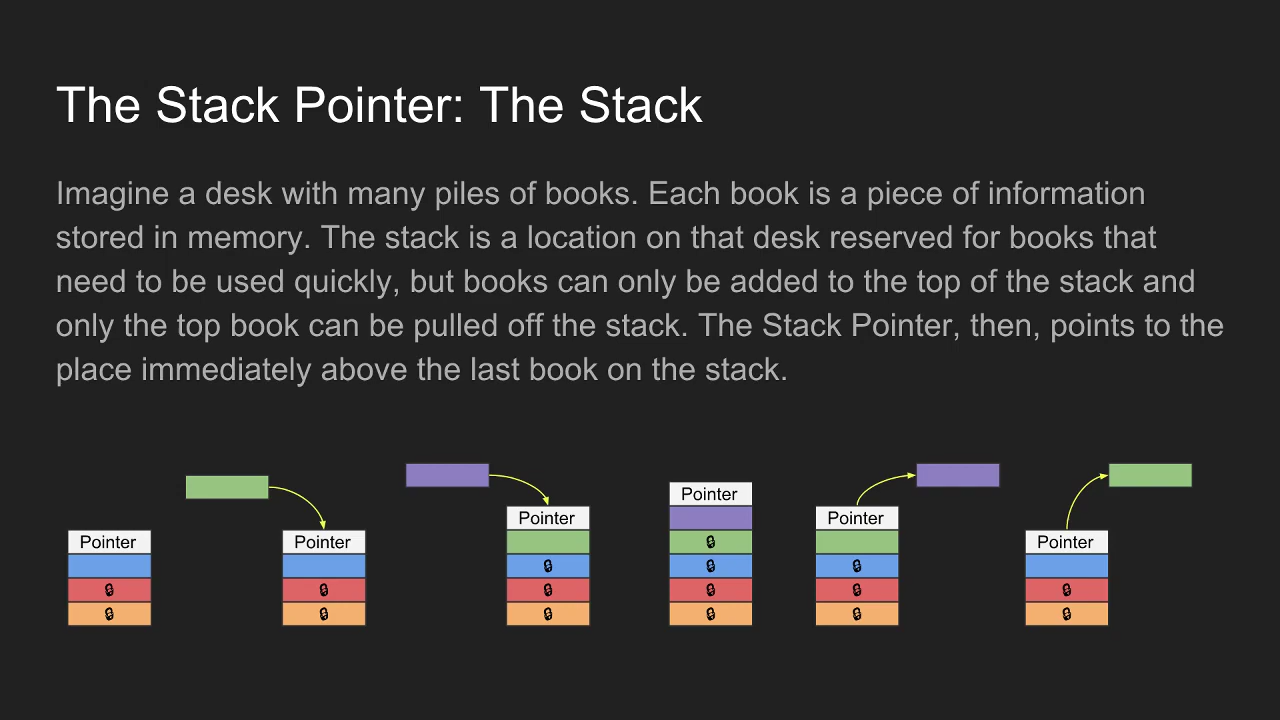 The Stack Pointer: The Stack
Imagine a desk with many piles of books. Each book is a piece of information
stored in memory. The stack is a location on that desk reserved for books that
need to be used quickly, but books can only be added to the top of the stack and
only the top book can be pulled off the stack. The Stack Pointer, then, points to the
place immediately above the last book on the stack.
Pointer
Pointer
Pointer
Pointer
Pointer
Pointer